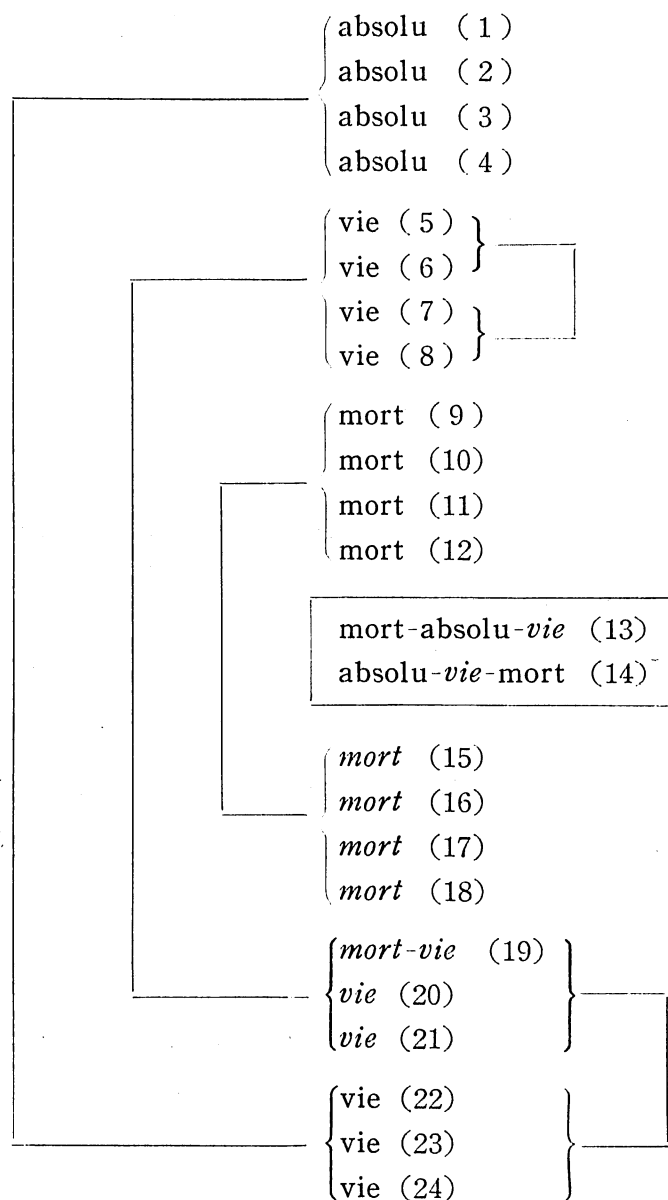 absolu (1)
absolu (2)
absolu (3)
absolu (4)
vie (5)
vie (6)
vie (7)
vie (8)
mort (9)
mort (10)
mort (11)
mort (12)
mort-absolu-vie (13)
absolu-vie-mort (14)
mort (15)
mort (16)
mort (17)
mort (18)
mort-vie (19)
vie (20)
vie (21)
vie (22)
vie (23)
vie (24)